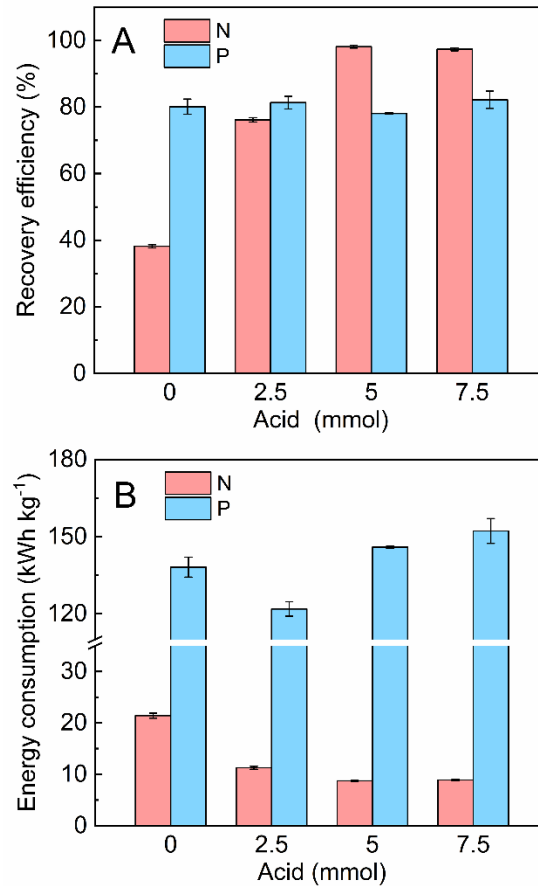 A
N
P
Recovery efficiency (%)
100
80
60
40
20
0
0 2.5 5 7.5
Acid (mmol)
B
N
P
Energy consumption (kWh kg⁻¹)
180
150
120
30
20
10
0
0 2.5 5 7.5
Acid (mmol)